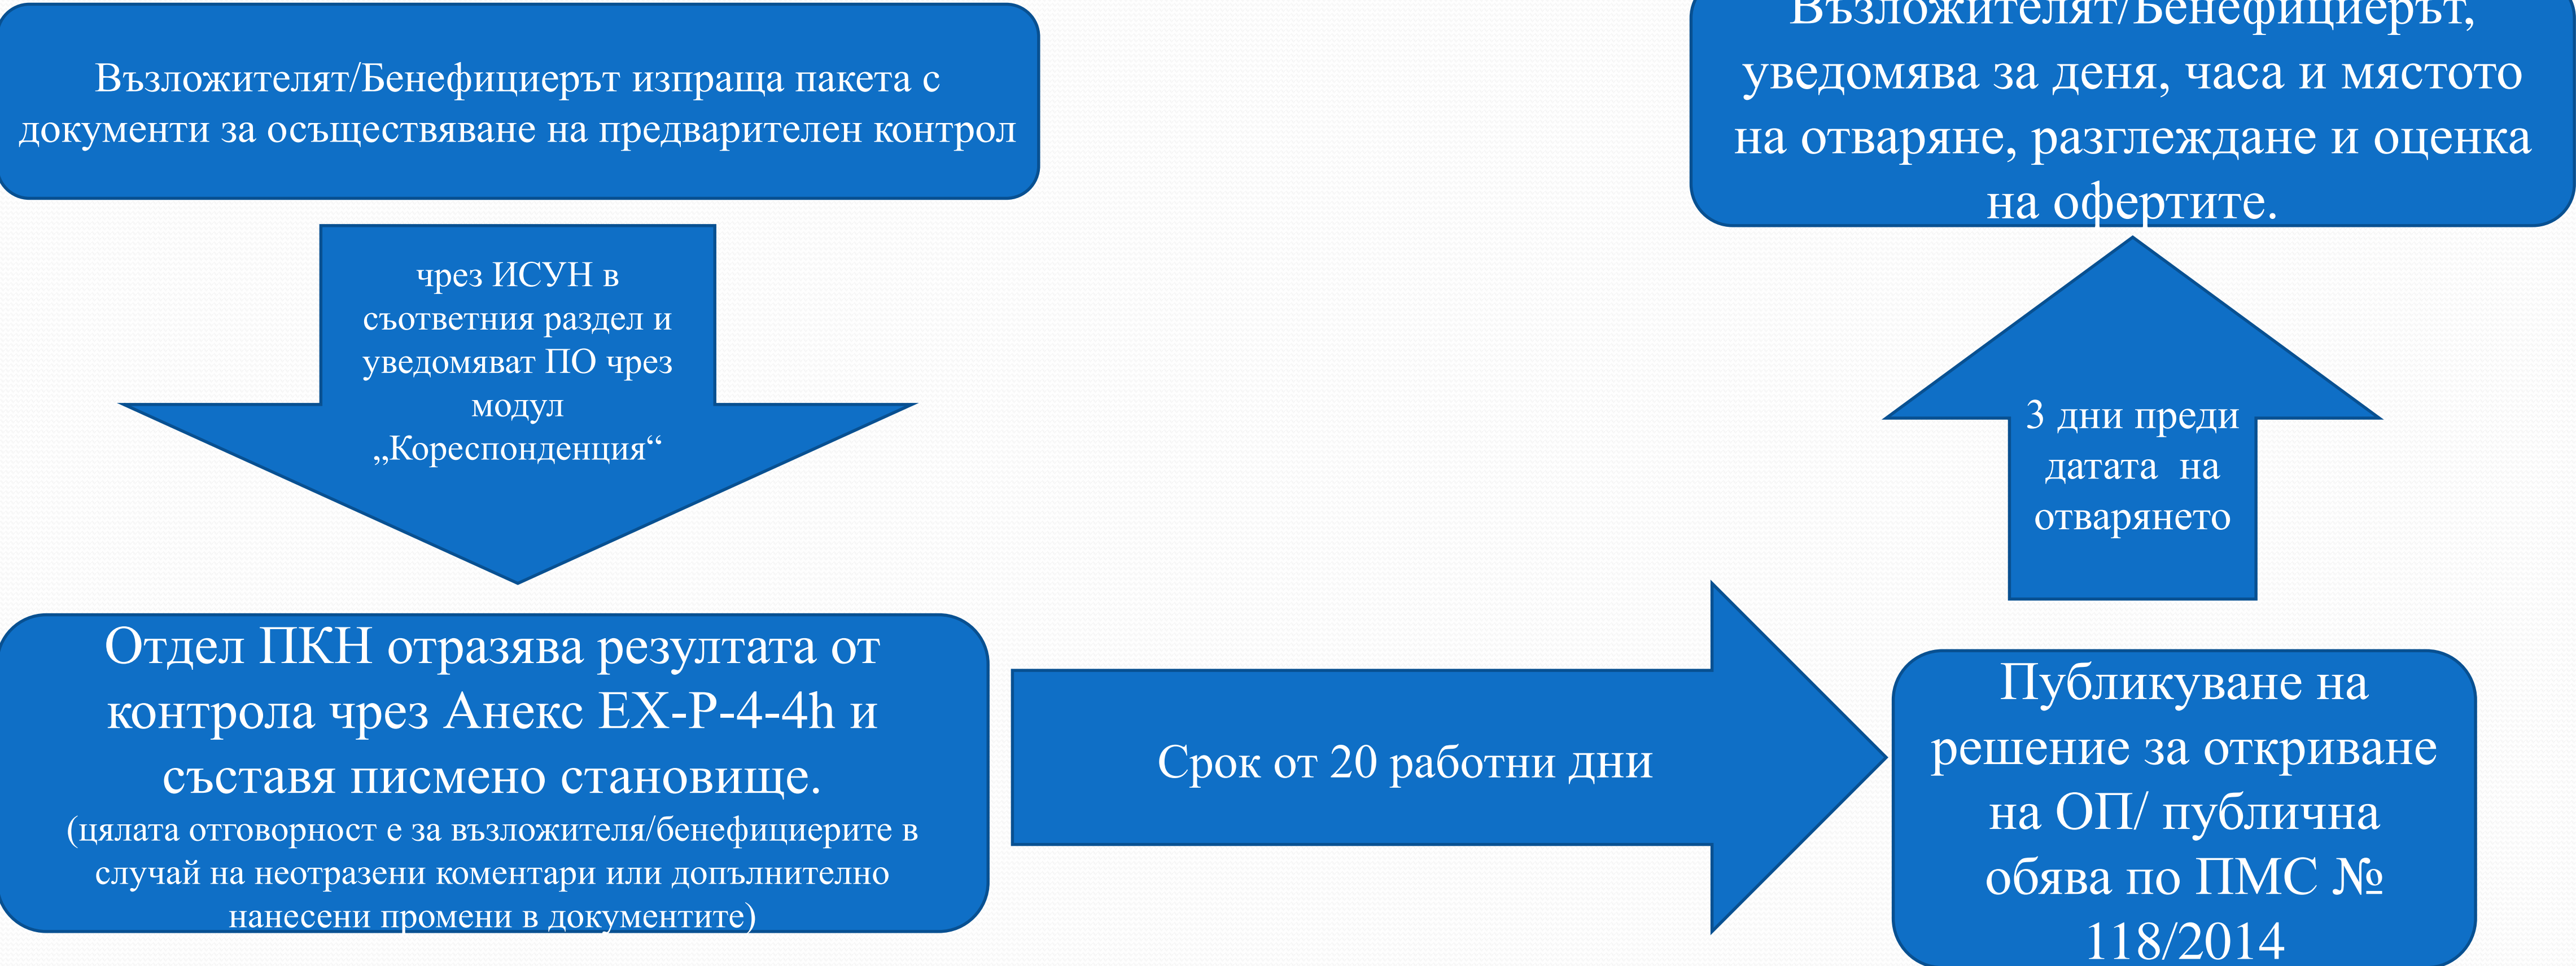 Възложителят/Бенефициерът изпраща пакета с
документи за осъществяване на предварителен контрол
чрез ИСУН в
съответния раздел и
уведомяват ПО чрез
модул
„Кореспонденция“
Отдел ПКН отразява резултата от
контрола чрез Анекс EX-P-4-4h и
съставя писмено становище.
(цялата отговорност е за възложителя/бенефициерите в
случай на неотразени коментари или допълнително
нанесени промени в документите)
Срок от 20 работни дни
Публикуване на
решение за откриване
на ОП/ публична
обява по ПМС №
118/2014
3 дни преди
датата на
отварянето
Възложителят/Бенефициерът,
уведомява за деня, часа и мястото
на отваряне, разглеждане и оценка
на офертите.